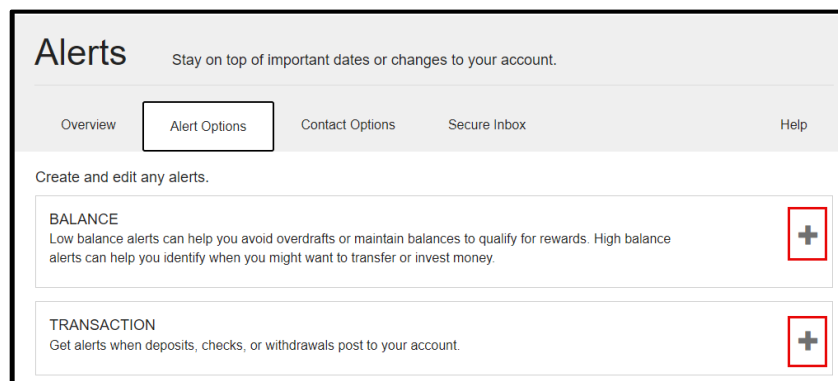 Alerts Stay on top of important dates or changes to your account.
Overview Alert Options Contact Options Secure Inbox Help
Create and edit any alerts.
BALANCE
Low balance alerts can help you avoid overdrafts or maintain balances to qualify for rewards. High balance
alerts can help you identify when you might want to transfer or invest money.
TRANSACTION
Get alerts when deposits, checks, or withdrawals post to your account.